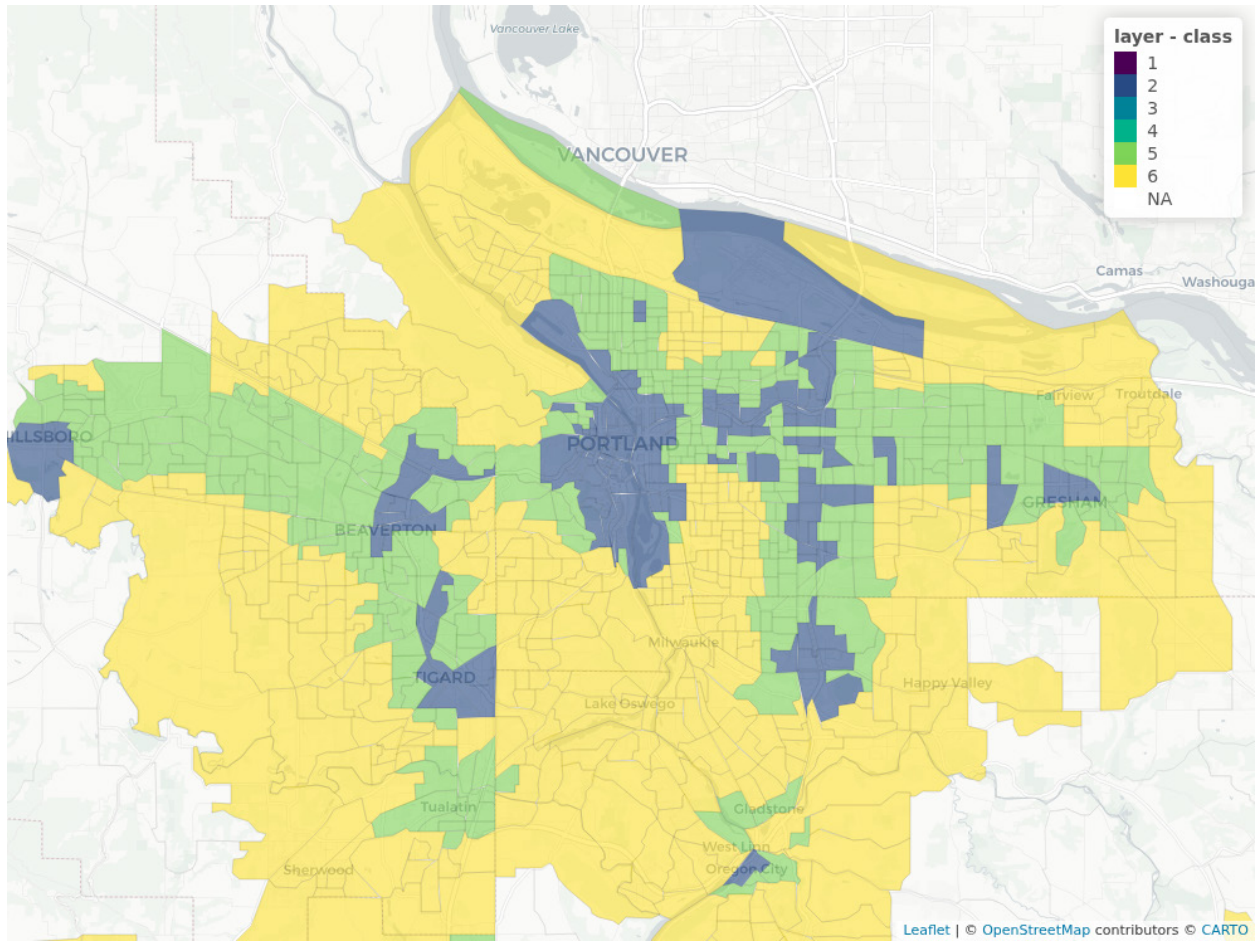 Vancouver Lake
layer - class
1
2
3
4
5
6
NA
VANCOUVER
Camas
Washouga
Fairview
Troutdale
HILLSBORO
PORTLAND
GRESHAM
BEAVERTON
Milwaukie
TIGARD
Happy Valley
Lake Oswego
Tualatin
Gladstone
West Linn
Oregon City
Sherwood
Leaflet | © OpenStreetMap contributors © CARTO